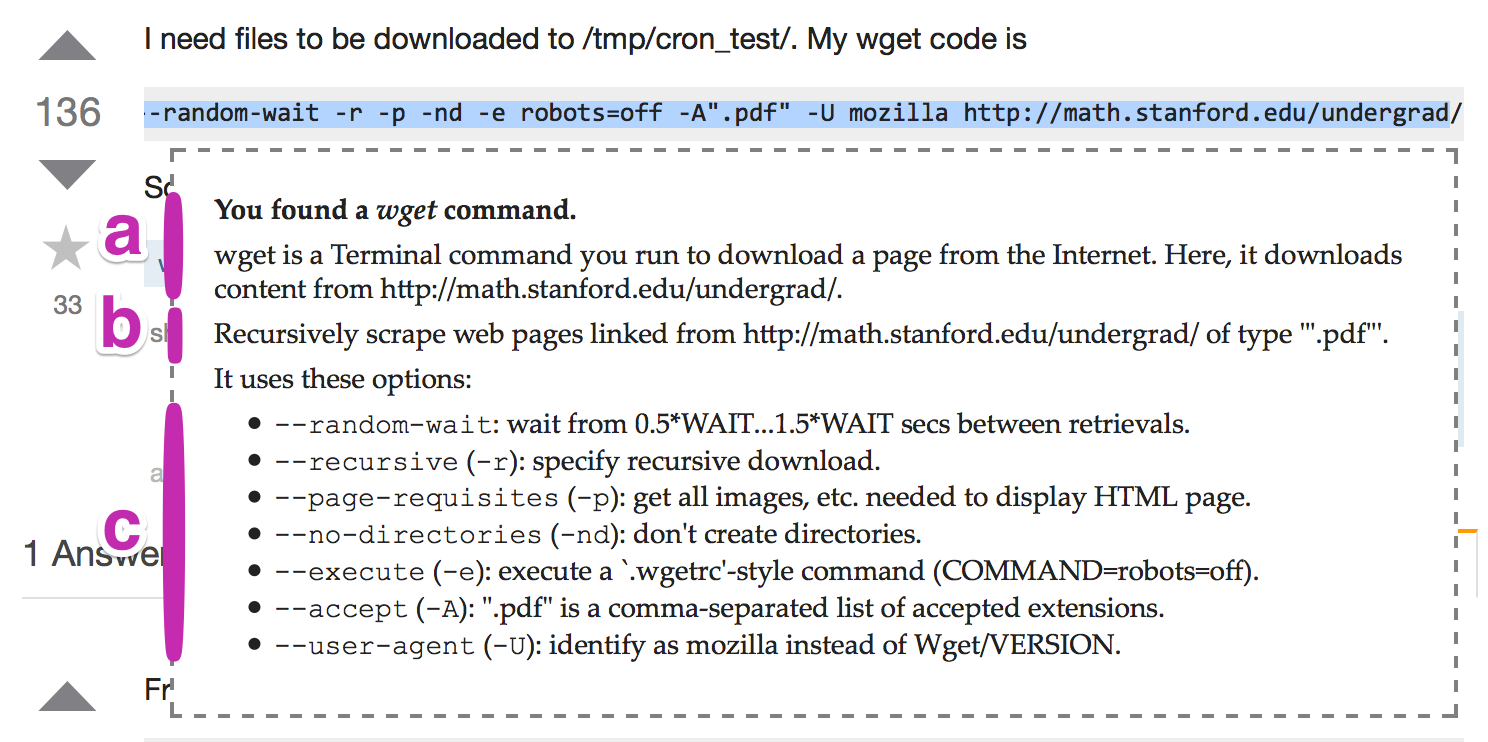 I need files to be downloaded to /tmp/cron_test/. My wget code is
136
--random-wait -r -p -nd -e robots=off -A".pdf" -U mozilla http://math.stanford.edu/undergrad/
You found a wget command.
a
wget is a Terminal command you run to download a page from the Internet. Here, it downloads
content from http://math.stanford.edu/undergrad/.
33
b
Recursively scrape web pages linked from http://math.stanford.edu/undergrad/ of type "'.pdf"'.
It uses these options:
--random-wait: wait from 0.5*WAIT...1.5*WAIT secs between retrievals.
--recursive (-r): specify recursive download.
--page-requisites (-p): get all images, etc. needed to display HTML page.
c
--no-directories (-nd): don't create directories.
1 Answer
--execute (-e): execute a `.wgetrc'-style command (COMMAND=robots=off).
--accept (-A): ".pdf" is a comma-separated list of accepted extensions.
--user-agent (-U): identify as mozilla instead of Wget/VERSION.